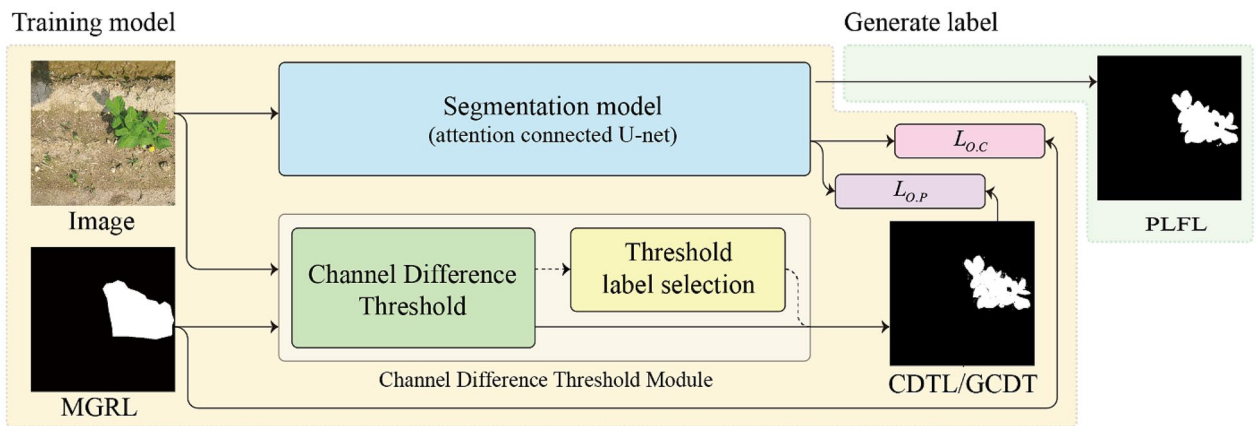 Training model
Generate label
Segmentation model
(attention connected U-net)
L_{O.C}
L_{O.P}
Image
PLFL
Channel Difference
Threshold
Threshold
label selection
Channel Difference Threshold Module
CDTL/GCDT
MGRL